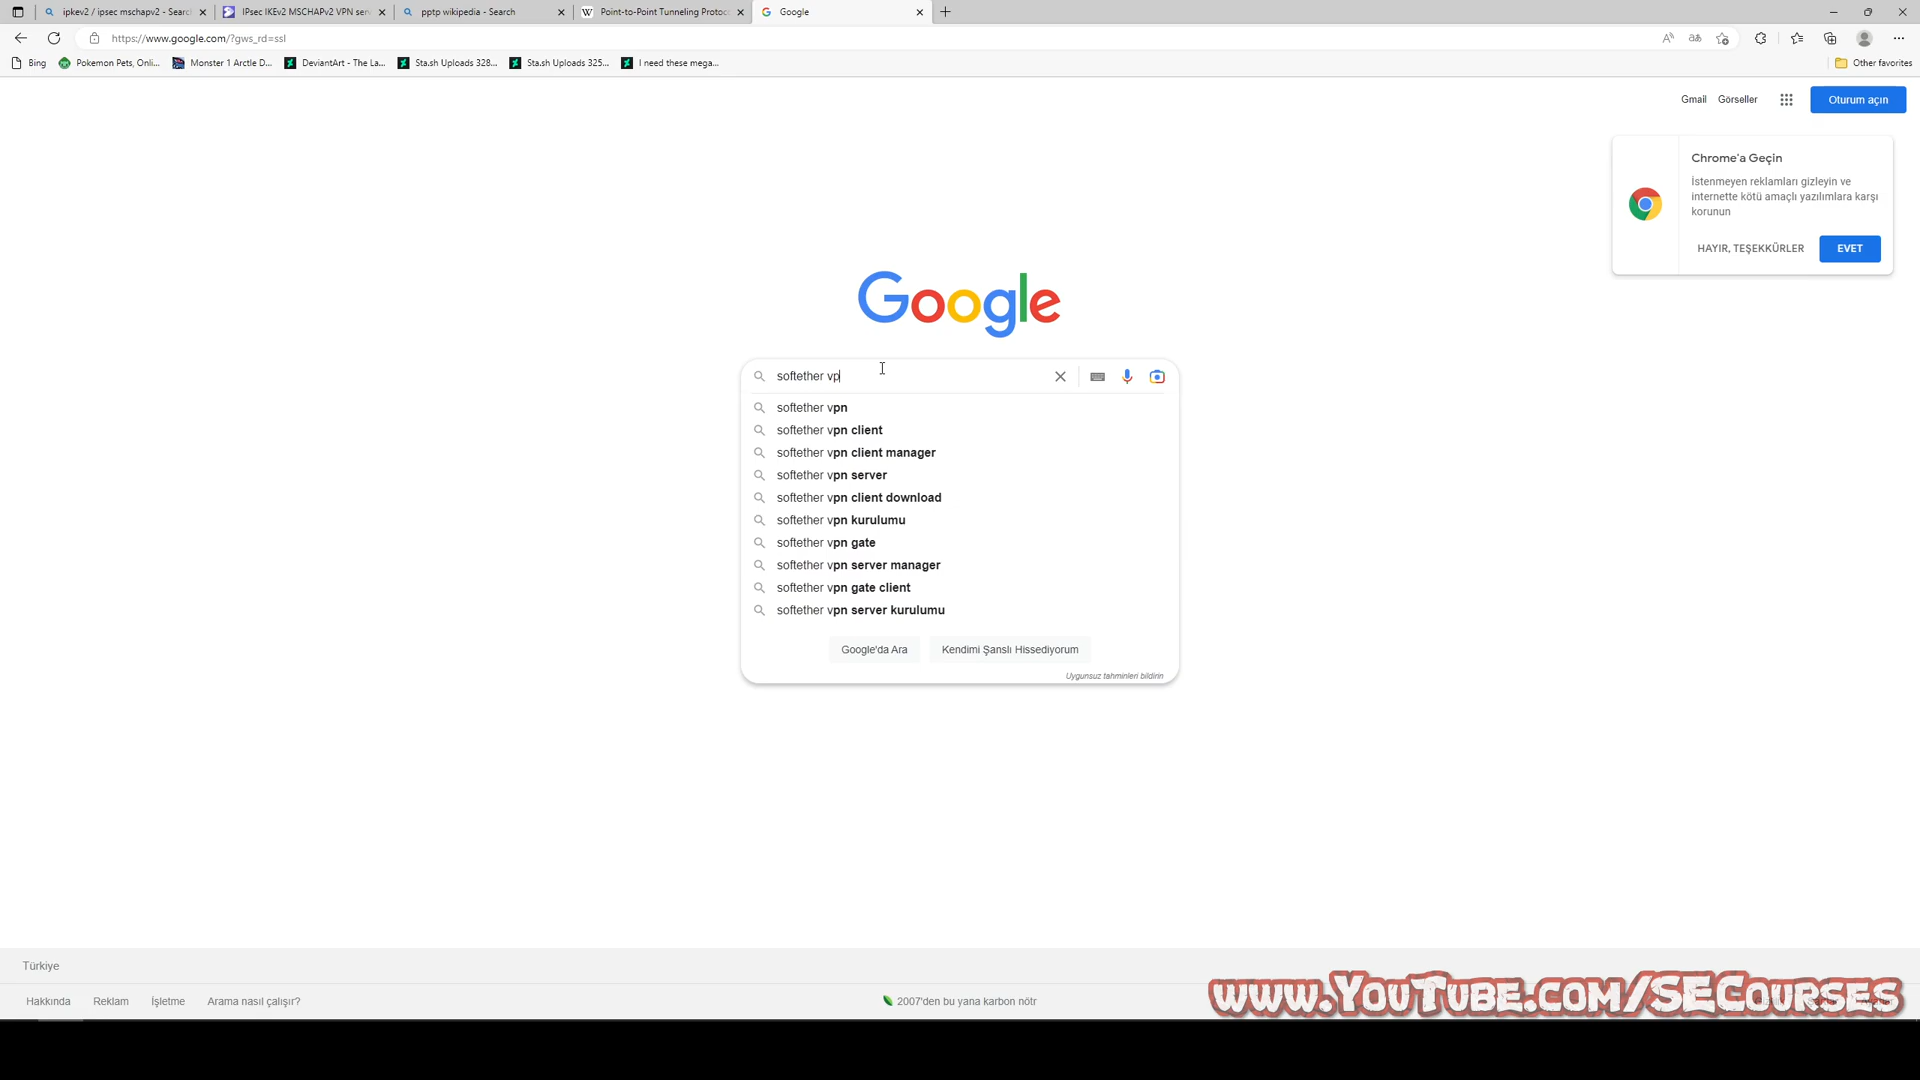 ipkev2 / ipsec mschapv2 - Searc
IPsec IKEv2 MSCHAPv2 VPN serv
pptp wikipedia - Search
Point-to-Point Tunneling Protoco
Google
https://www.google.com/?gws_rd=ssl
Bing
Pokemon Pets, Onli...
Monster 1 Arctle D...
DeviantArt - The La...
Sta.sh Uploads 328...
Sta.sh Uploads 325...
I need these mega...
Other favorites
Gmail
Görseller
Oturum açın
Chrome'a Geçin
İstenmeyen reklamları gizleyin ve
internette kötü amaçlı yazılımlara karşı
korunun
HAYIR, TEŞEKKÜRLER
EVET
Google
softether vp
softether vpn
softether vpn client
softether vpn client manager
softether vpn server
softether vpn client download
softether vpn kurulumu
softether vpn gate
softether vpn server manager
softether vpn gate client
softether vpn server kurulumu
Google'da Ara
Kendimi Şanslı Hissediyorum
Uygunsuz tahminleri bildirin
Türkiye
Hakkında
Reklam
İşletme
Arama nasıl çalışır?
2007'den bu yana karbon nötr
www.YouTube.com/SECourses